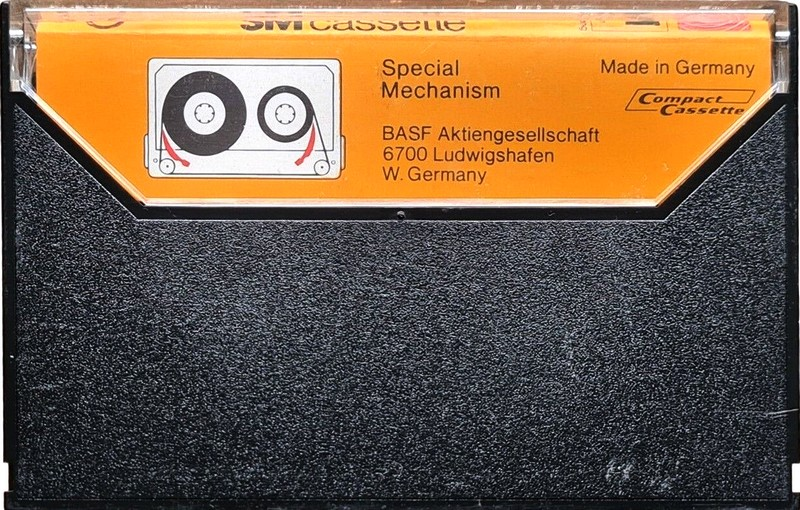 SM cassette
Special
Mechanism
Made in Germany
Compact
Cassette
BASF Aktiengesellschaft
6700 Ludwigshafen
W. Germany